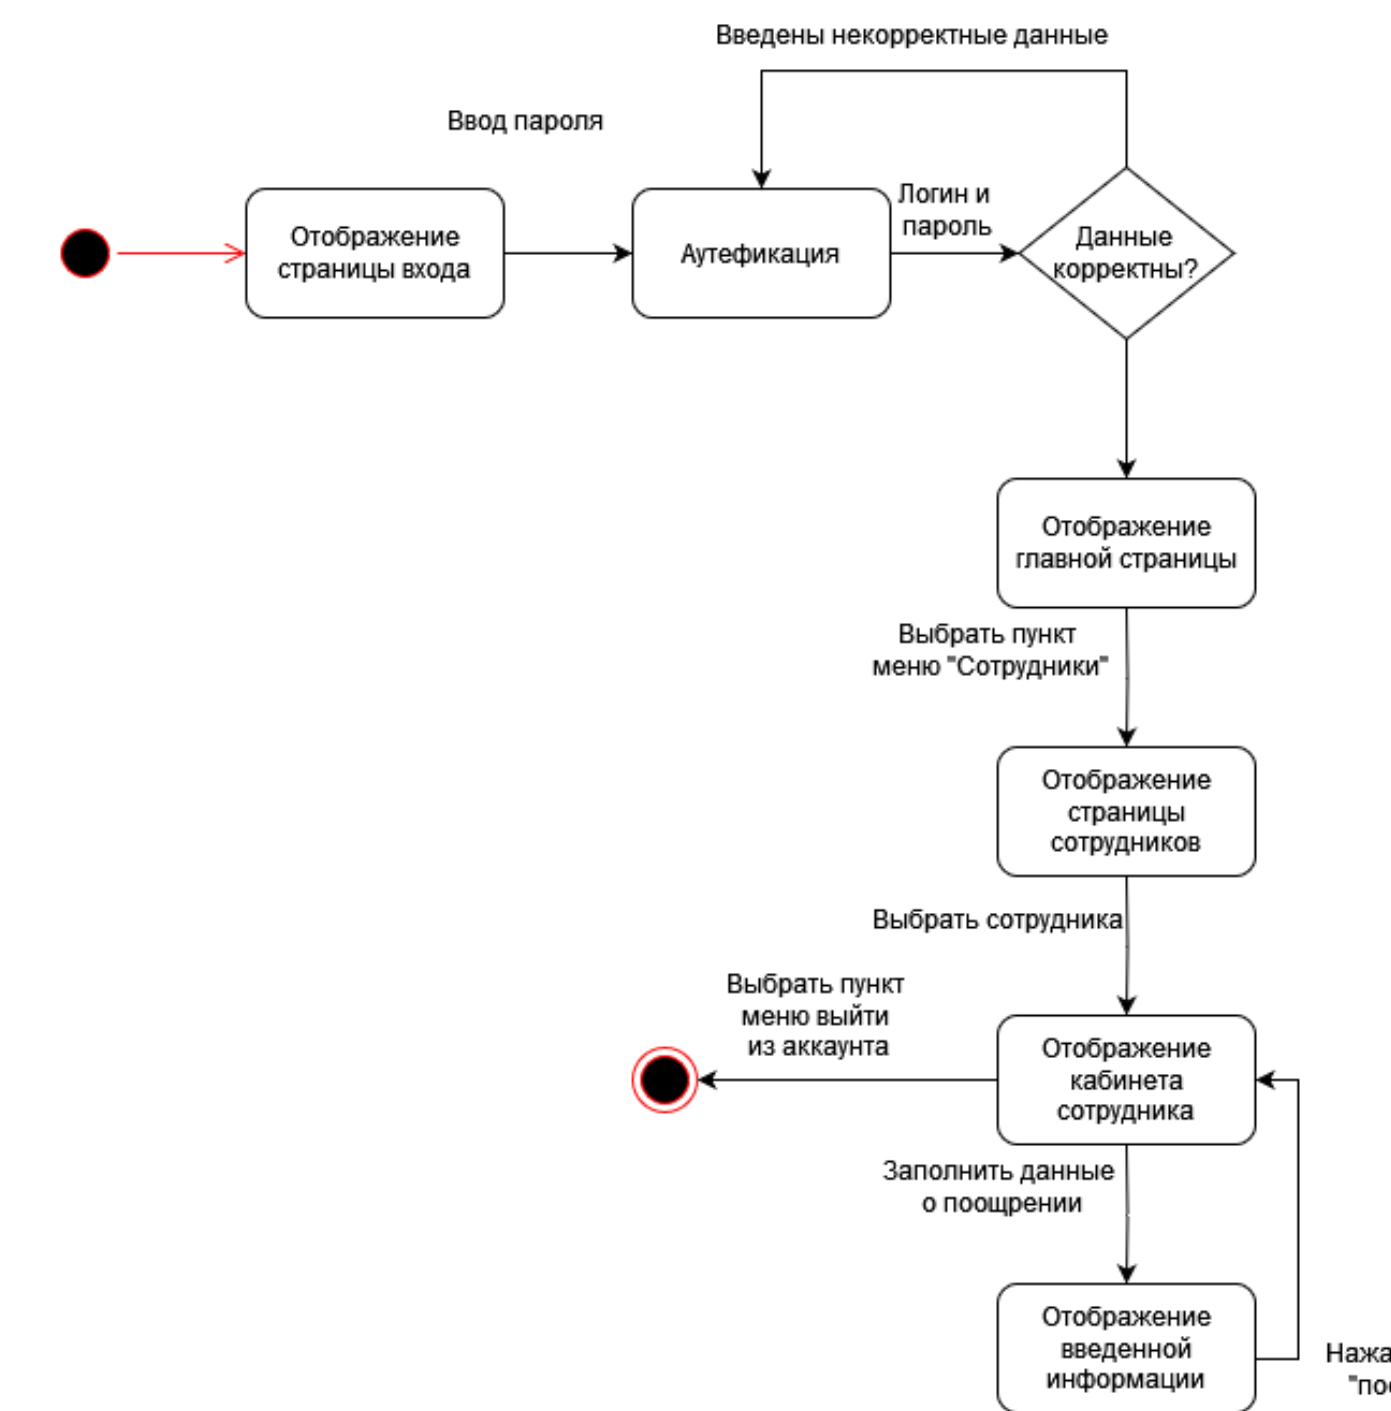 Введены некорректные данные
Ввод пароля
Логин и
пароль
Отображение
страницы входа
Аутефикация
Данные
корректны?
Отображение
главной страницы
Выбрать пункт
меню "Сотрудники"
Отображение
страницы
сотрудников
Выбрать сотрудника
Выбрать пункт
меню выйти
из аккаунта
Отображение
кабинета
сотрудника
Заполнить данные
о поощрении
Отображение
введенной
информации